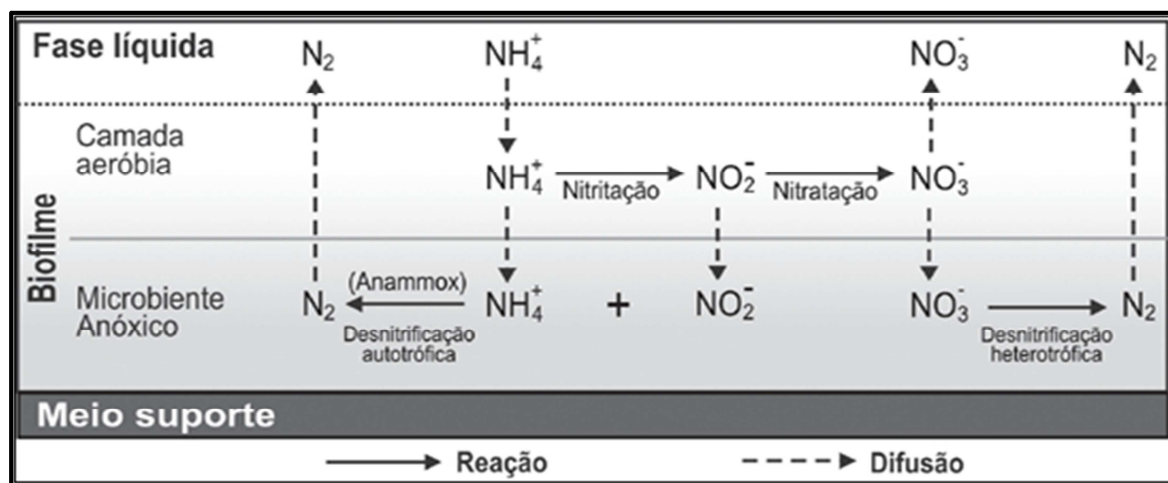 Fase líquida
N₂ NH₄⁺ NO₃⁻ N₂
Biofilme
Camada
aeróbia
NH₄⁺ NO₂⁻ NO₃⁻
Nitritação Nitratação
Microbiente
Anóxico
(Anammox)
N₂ NH₄⁺ + NO₂⁻ NO₃⁻ N₂
Desnitrificação
autotrófica
Desnitrificação
heterotrófica
Meio suporte
Reação Difusão